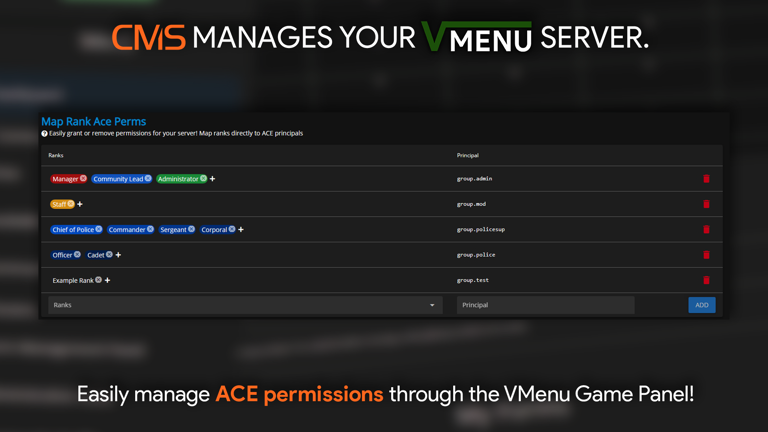 CMS MANAGES YOUR VMENU SERVER.
Map Rank Ace Perms
Easily grant or remove permissions for your server! Map ranks directly to ACE principals
Ranks Principal
Manager Community Lead Administrator + group.admin
Staff + group.mod
Chief of Police Commander Sergeant Corporal + group.policesup
Officer Cadet + group.police
Example Rank + group.test
Ranks Principal ADD
Easily manage ACE permissions through the VMenu Game Panel!